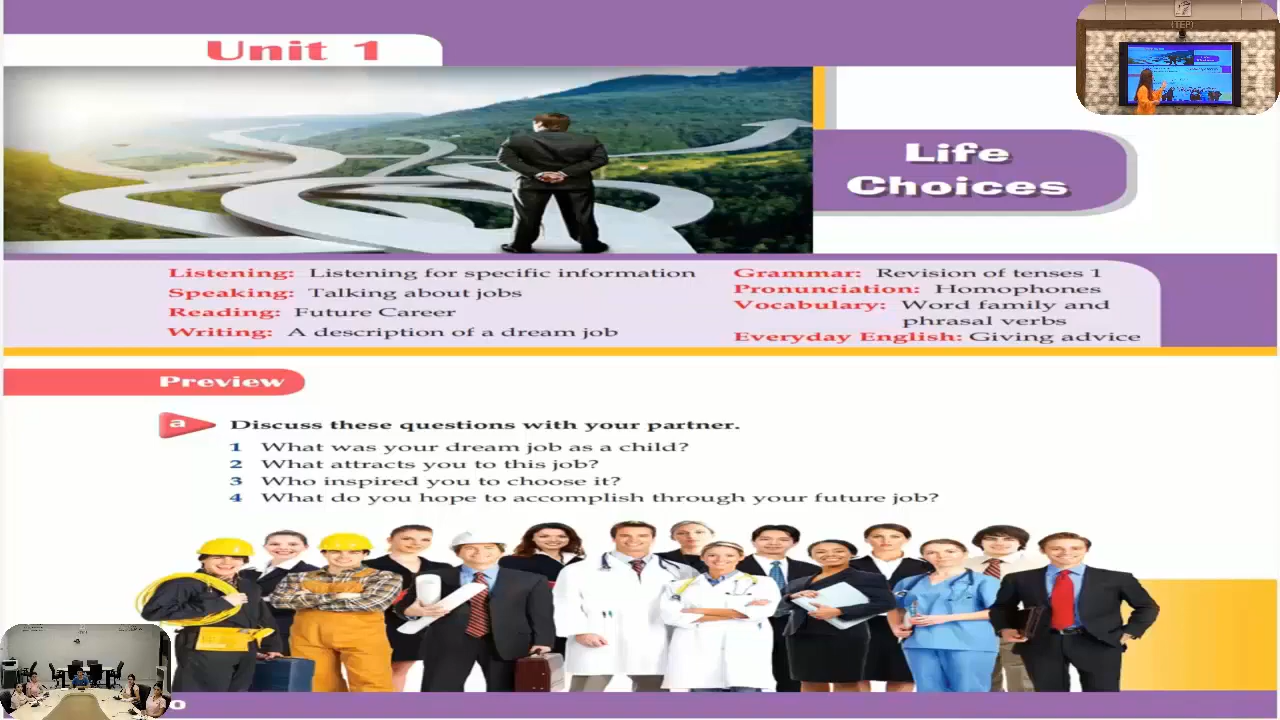 Unit 1
(TEP)
Life
Choices
Listening: Listening for specific information
Speaking: Talking about jobs
Reading: Future Career
Writing: A description of a dream job
Grammar: Revision of tenses 1
Pronunciation: Homophones
Vocabulary: Word family and
phrasal verbs
Everyday English: Giving advice
Preview
a Discuss these questions with your partner.
1 What was your dream job as a child?
2 What attracts you to this job?
3 Who inspired you to choose it?
4 What do you hope to accomplish through your future job?